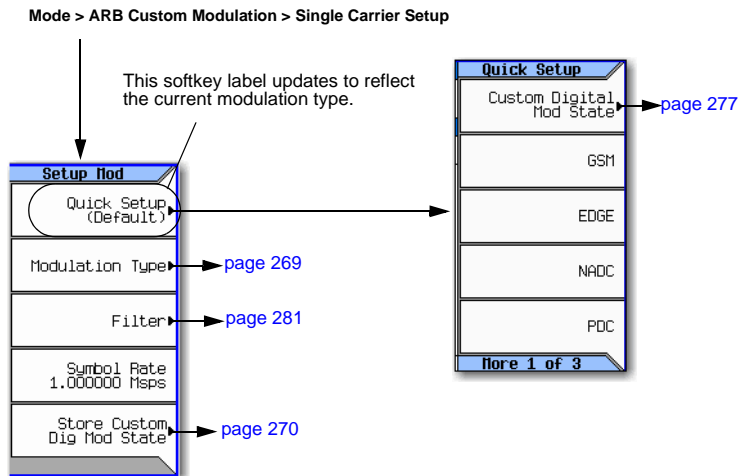 Mode > ARB Custom Modulation > Single Carrier Setup
This softkey label updates to reflect
the current modulation type.
Setup Mod
Quick Setup
(Default)
Modulation Type
page 269
Filter
page 281
Symbol Rate
1.000000 Msps
Store Custom
Dig Mod State
page 270
Quick Setup
Custom Digital
Mod State
page 277
GSM
EDGE
NADC
PDC
More 1 of 3